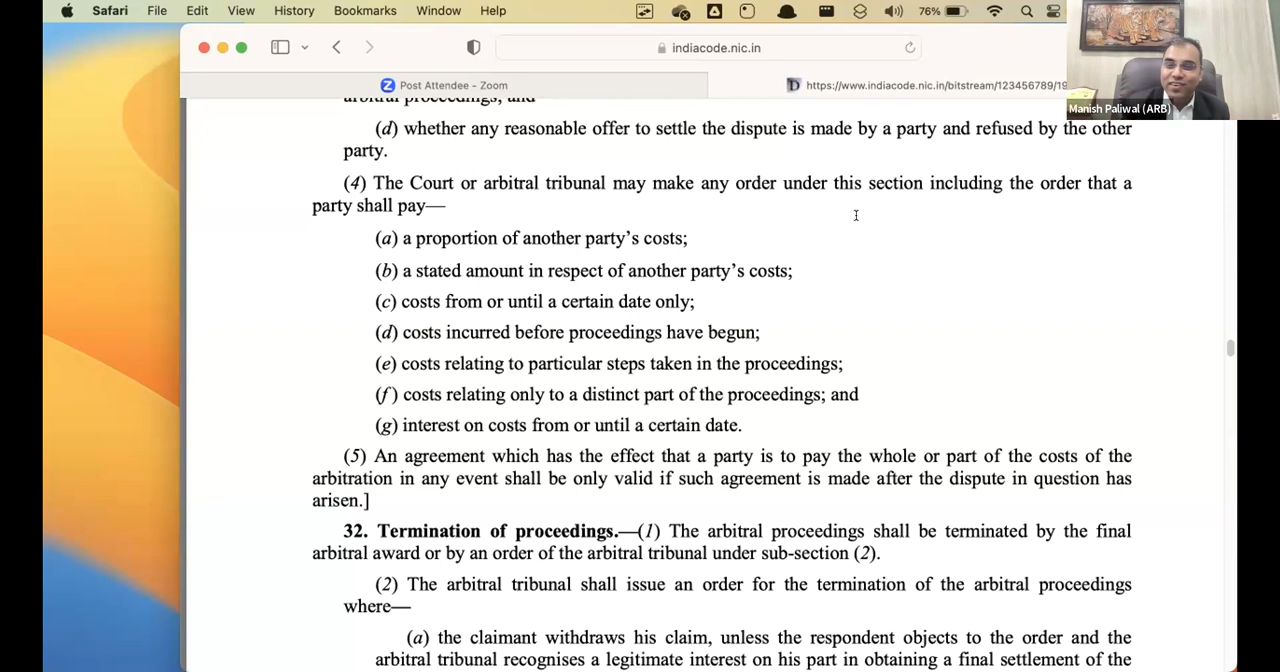 Safari File Edit View History Bookmarks Window Help 76%
indiacode.nic.in
Post Attendee - Zoom
https://www.indiacode.nic.in/bitstream/123456789/19
Manish Paliwal (ARB)
arbitral proceedings; and
(d) whether any reasonable offer to settle the dispute is made by a party and refused by the other
party.
(4) The Court or arbitral tribunal may make any order under this section including the order that a
party shall pay—
(a) a proportion of another party’s costs;
(b) a stated amount in respect of another party’s costs;
(c) costs from or until a certain date only;
(d) costs incurred before proceedings have begun;
(e) costs relating to particular steps taken in the proceedings;
(f) costs relating only to a distinct part of the proceedings; and
(g) interest on costs from or until a certain date.
(5) An agreement which has the effect that a party is to pay the whole or part of the costs of the
arbitration in any event shall be only valid if such agreement is made after the dispute in question has
arisen.]
32. Termination of proceedings.—(1) The arbitral proceedings shall be terminated by the final
arbitral award or by an order of the arbitral tribunal under sub-section (2).
(2) The arbitral tribunal shall issue an order for the termination of the arbitral proceedings
where—
(a) the claimant withdraws his claim, unless the respondent objects to the order and the
arbitral tribunal recognises a legitimate interest on his part in obtaining a final settlement of the